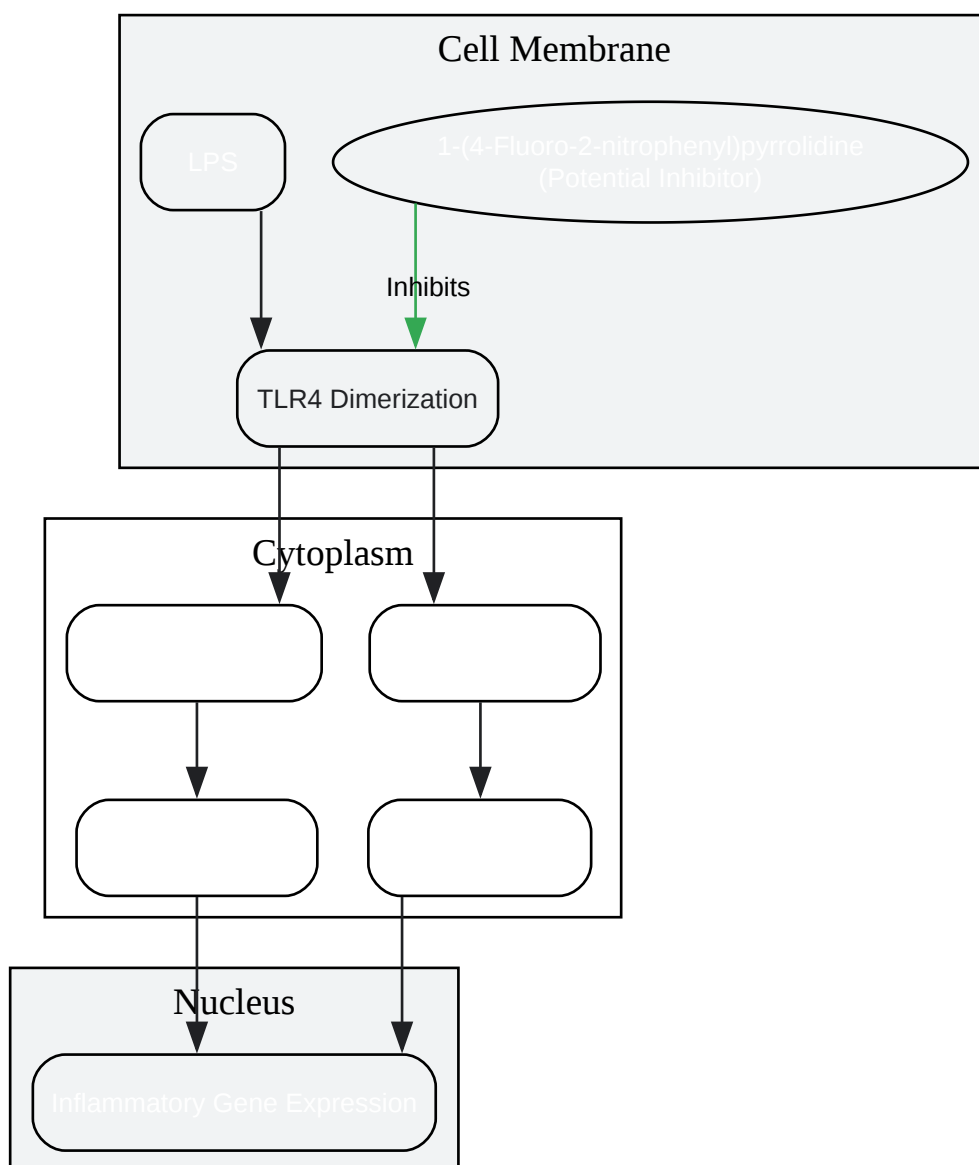 Cell Membrane
LPS
1-(4-Fluoro-2-nitrophenyl)pyrrolidine
(Potential Inhibitor)
Inhibits
TLR4 Dimerization
Cytoplasm
Nucleus
Inflammatory Gene Expression